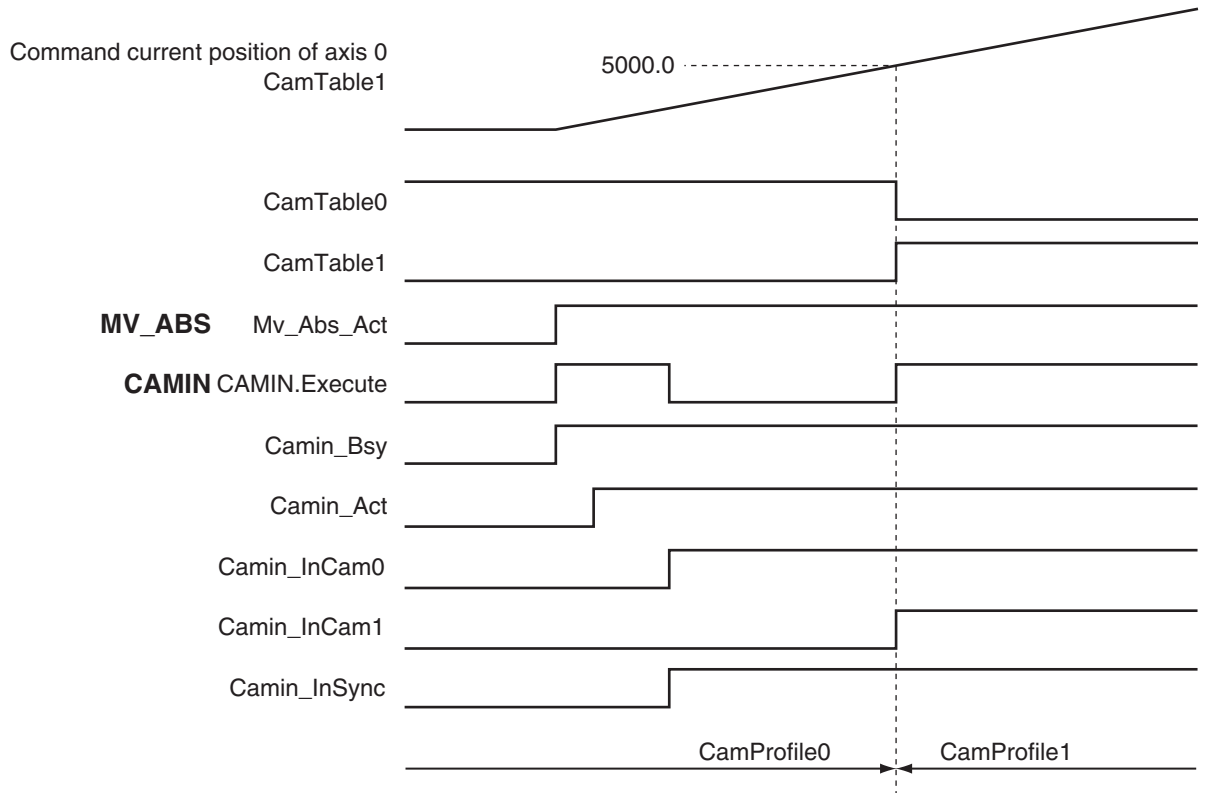 Command current position of axis 0
CamTable1
5000.0
CamTable0
CamTable1
MV_ABS Mv_Abs_Act
CAMIN CAMIN.Execute
Camin_Bsy
Camin_Act
Camin_InCam0
Camin_InCam1
Camin_InSync
CamProfile0 CamProfile1